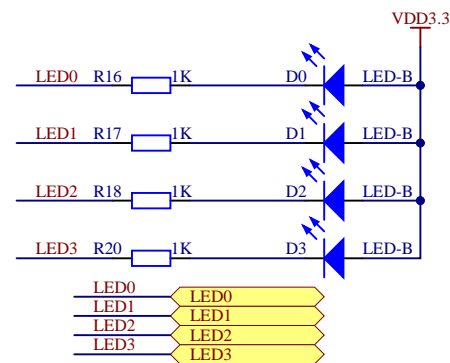 VDD3.3
LED0 R16 1K D0 LED-B
LED1 R17 1K D1 LED-B
LED2 R18 1K D2 LED-B
LED3 R20 1K D3 LED-B
LED0 LED0
LED1 LED1
LED2 LED2
LED3 LED3